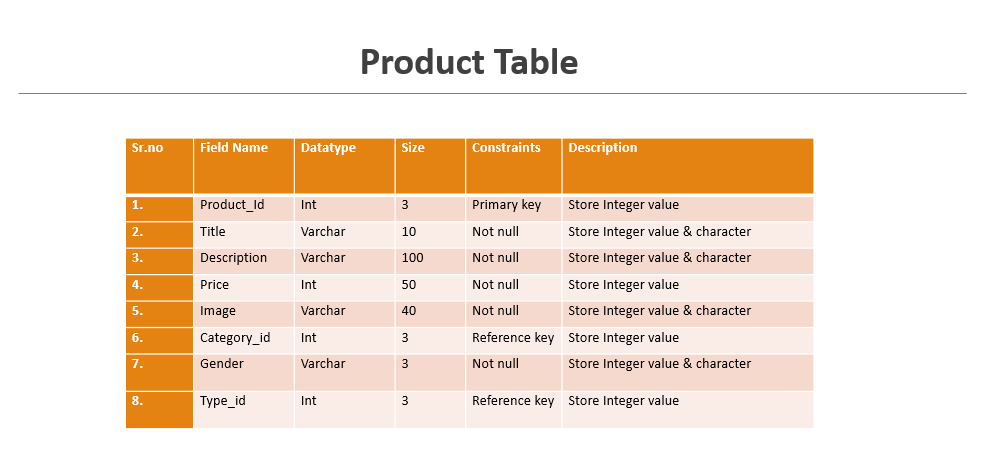 Product Table
Sr.no Field Name Datatype Size Constraints Description
1. Product_Id Int 3 Primary key Store Integer value
2. Title Varchar 10 Not null Store Integer value & character
3. Description Varchar 100 Not null Store Integer value & character
4. Price Int 50 Not null Store Integer value
5. Image Varchar 40 Not null Store Integer value & character
6. Category_id Int 3 Reference key Store Integer value
7. Gender Varchar 3 Not null Store Integer value & character
8. Type_id Int 3 Reference key Store Integer value